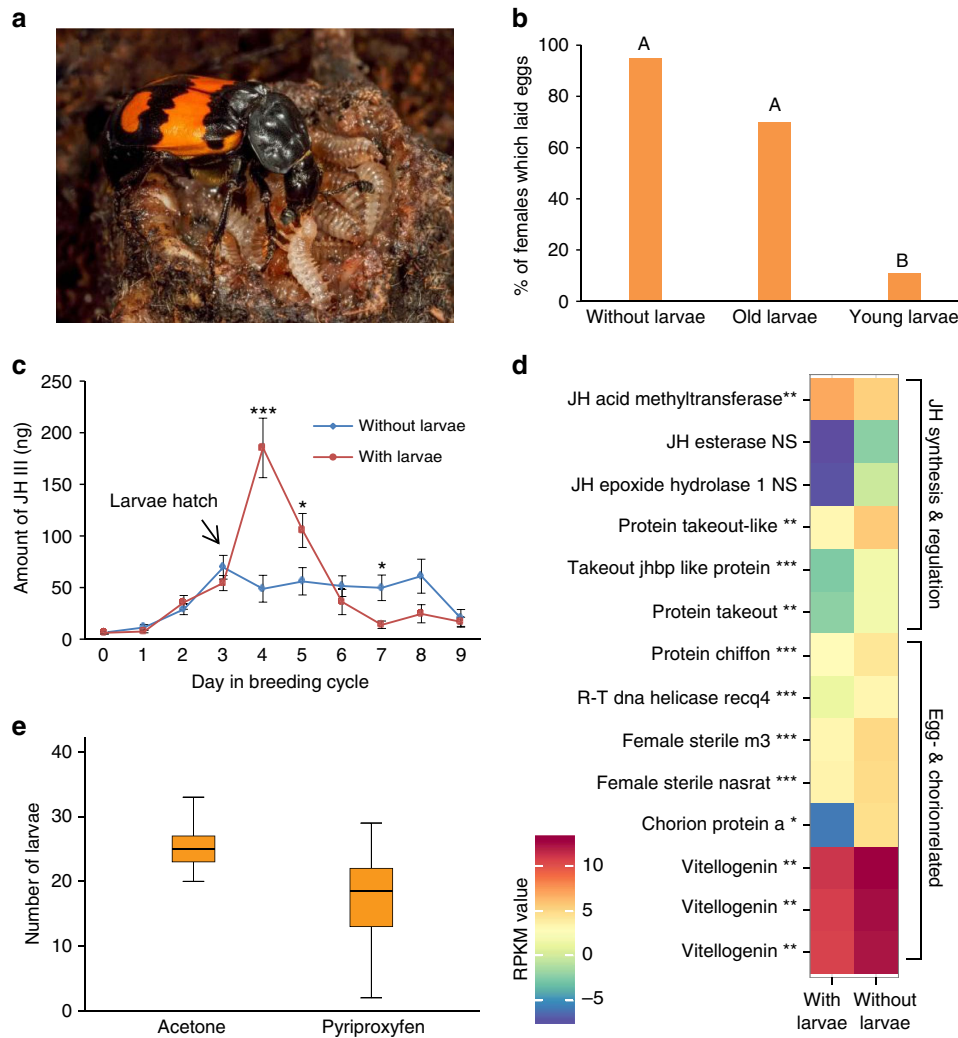 a
b
% of females which laid eggs
100
80
60
40
20
0
A
A
B
Without larvae
Old larvae
Young larvae
c
Amount of JH III (ng)
250
200
150
100
50
0
***
*
*
Larvae hatch
Without larvae
With larvae
0 1 2 3 4 5 6 7 8 9
Day in breeding cycle
d
JH acid methyltransferase**
JH esterase NS
JH epoxide hydrolase 1 NS
Protein takeout-like **
Takeout jhbp like protein ***
Protein takeout **
Protein chiffon ***
R-T dna helicase recq4 ***
Female sterile m3 ***
Female sterile nasrat ***
Chorion protein a *
Vitellogenin **
Vitellogenin **
Vitellogenin **
JH synthesis & regulation
Egg- & chorionrelated
With
larvae
Without
larvae
RPKM value
10
5
0
–5
e
Number of larvae
40
30
20
10
0
Acetone
Pyriproxyfen